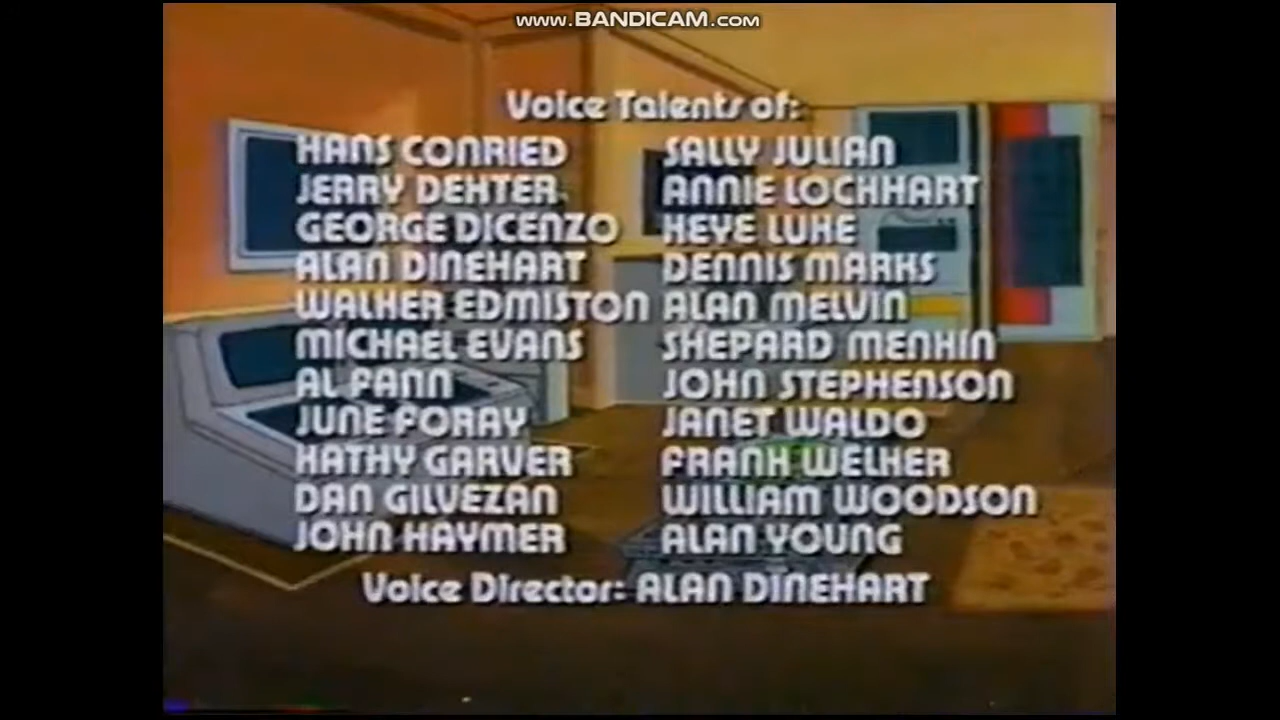 www.BANDICAM.com
Voice Talents of:
HANS CONRIED
JERRY DEXTER
GEORGE DICENZO
ALAN DINEHART
WALKER EDMISTON
MICHAEL EVANS
AL FANN
JUNE FORAY
KATHY GARVER
DAN GILVEZAN
JOHN HAYMER
SALLY JULIAN
ANNIE LOCKHART
KEYE LUKE
DENNIS MARKS
ALAN MELVIN
SHEPARD MENKIN
JOHN STEPHENSON
JANET WALDO
FRANK WELKER
WILLIAM WOODSON
ALAN YOUNG
Voice Director: ALAN DINEHART